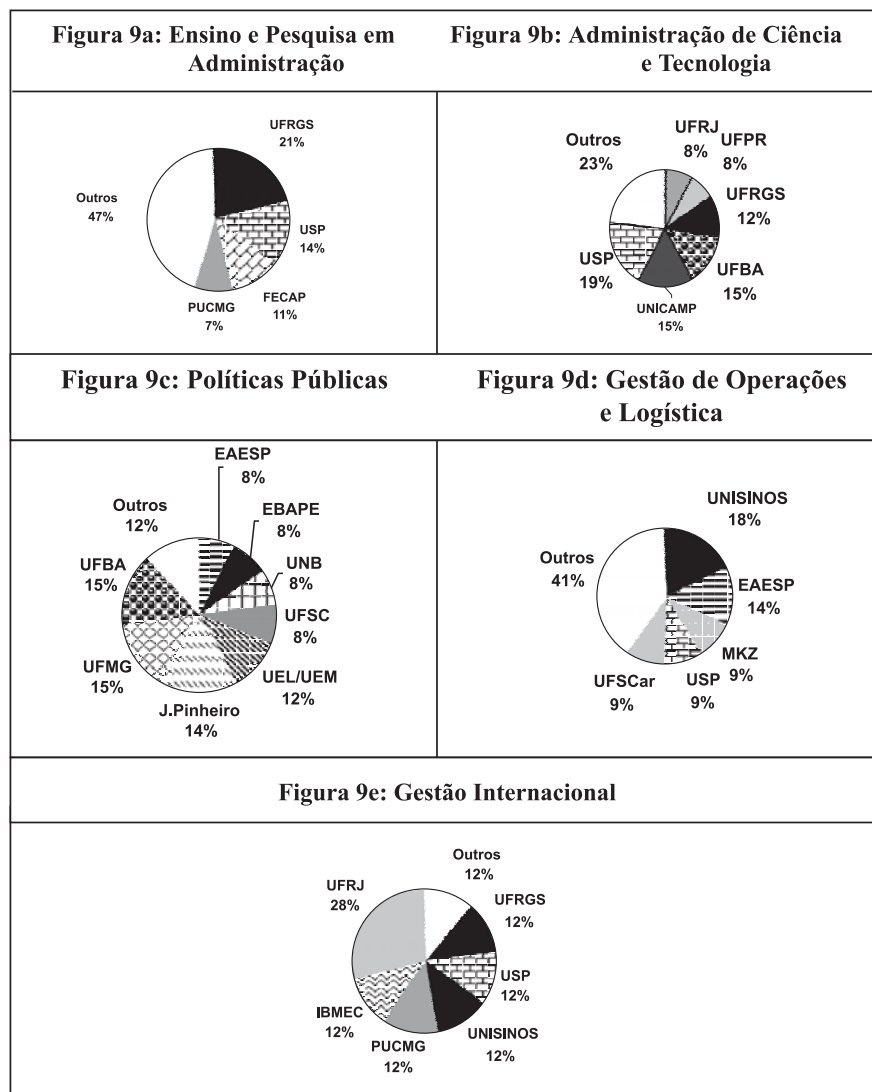 Figura 9a: Ensino e Pesquisa em
Administração
Figura 9b: Administração de Ciência
e Tecnologia
UFRGS
21%
Outros
47%
USP
14%
FECAP
11%
PUCMG
7%
UFRJ
8%
UFPR
8%
Outros
23%
UFRGS
12%
USP
19%
UFBA
15%
UNICAMP
15%
Figura 9c: Políticas Públicas
Figura 9d: Gestão de Operações
e Logística
EAESP
8%
Outros
12%
EBAPE
8%
UFBA
15%
UNB
8%
UFSC
8%
UFMG
15%
UEL/UEM
12%
J.Pinheiro
14%
UNISINOS
18%
Outros
41%
EAESP
14%
MKZ
9%
UFSCar
9%
USP
9%
Figura 9e: Gestão Internacional
Outros
12%
UFRJ
28%
UFRGS
12%
USP
12%
IBMEC
12%
PUCMG
12%
UNISINOS
12%